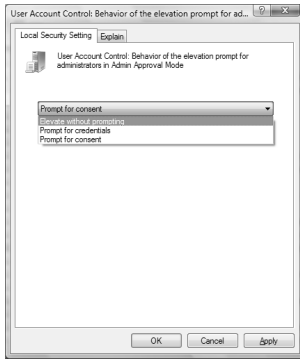 User Account Control: Behavior of the elevation prompt for ad...
Local Security Setting
Explain
User Account Control: Behavior of the elevation prompt for
administrators in Admin Approval Mode
Prompt for consent
Elevate without prompting
Prompt for credentials
Prompt for consent
OK
Cancel
Apply